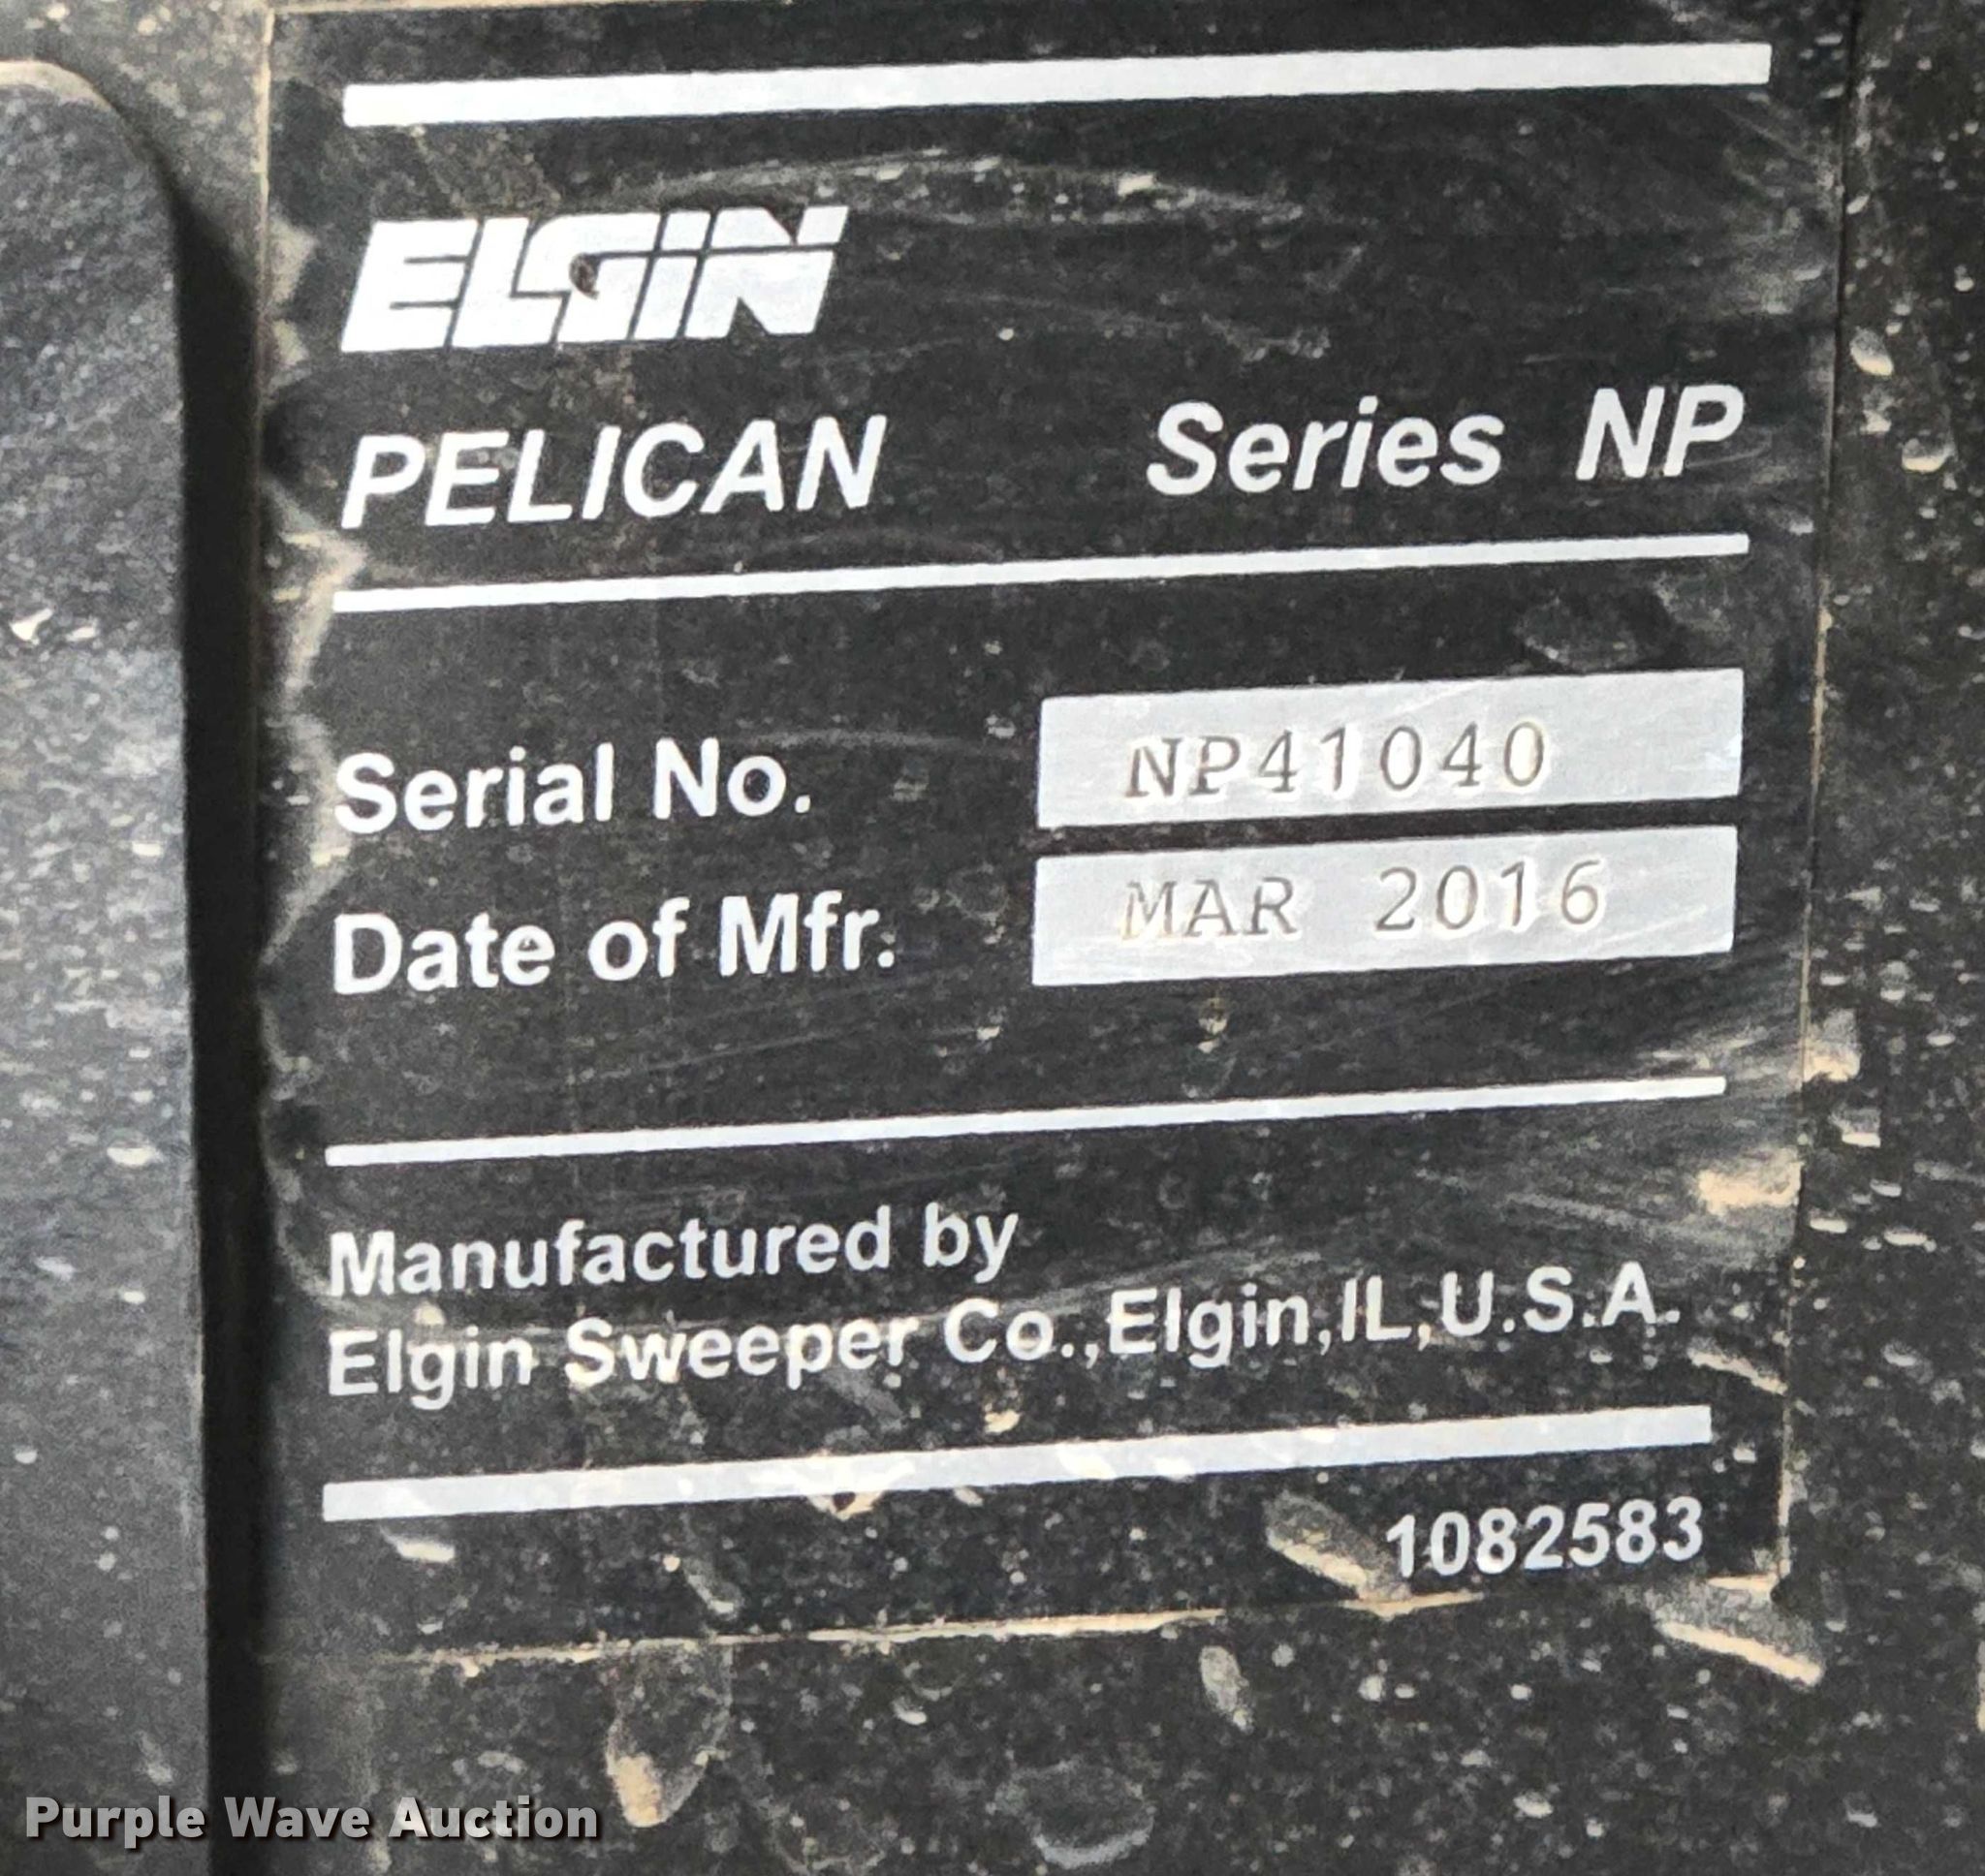 ELGIN
PELICAN Series NP
Serial No. NP41040
Date of Mfr. MAR 2016
Manufactured by
Elgin Sweeper Co.,Elgin,IL,U.S.A.
1082583
Purple Wave Auction